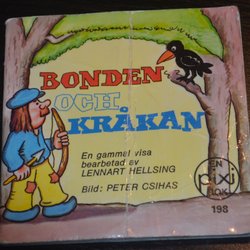 BONDEN
OCH
KRÅKAN
En gammal visa
bearbetad av
LENNART HELLSING
Bild: PETER CSIHAS
EN
pixi
BOK
198